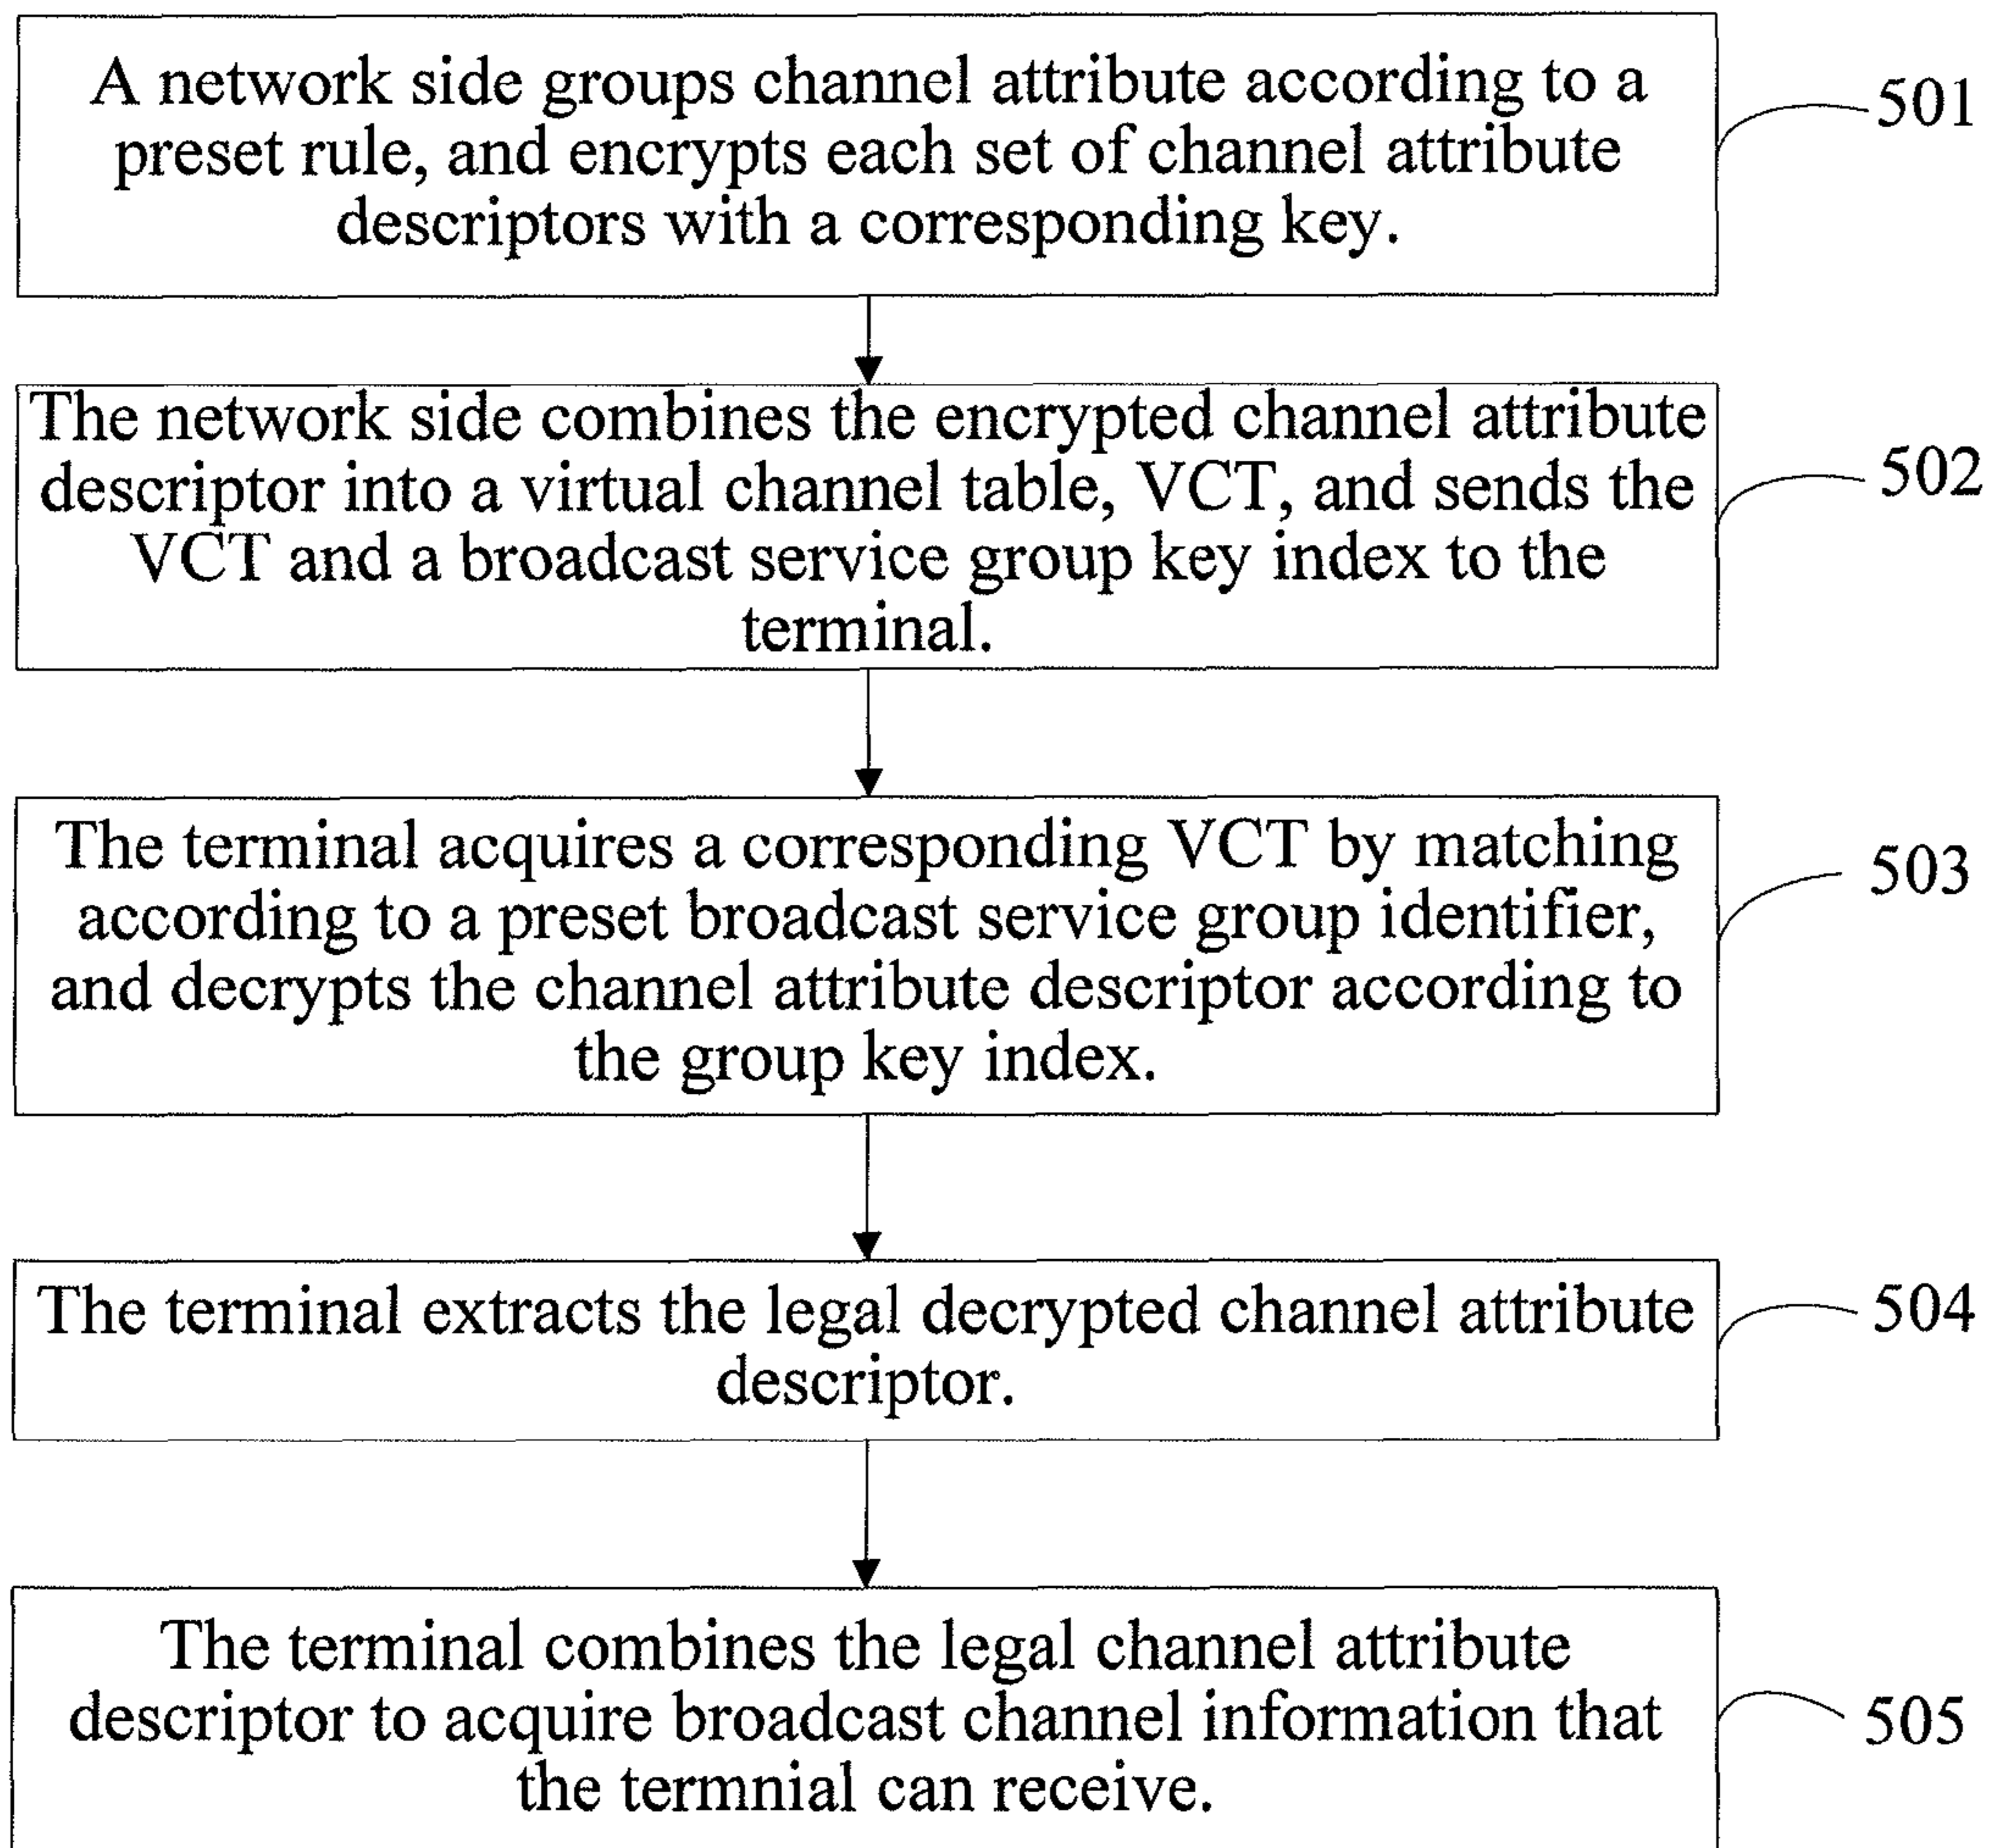 A network side groups channel attribute according to a
preset rule, and encrypts each set of channel attribute
descriptors with a corresponding key.
501
The network side combines the encrypted channel attribute
descriptor into a virtual channel table, VCT, and sends the
VCT and a broadcast service group key index to the
terminal.
502
The terminal acquires a corresponding VCT by matching
according to a preset broadcast service group identifier,
and decrypts the channel attribute descriptor according to
the group key index.
503
The terminal extracts the legal decrypted channel attribute
descriptor.
504
The terminal combines the legal channel attribute
descriptor to acquire broadcast channel information that
the termnial can receive.
505